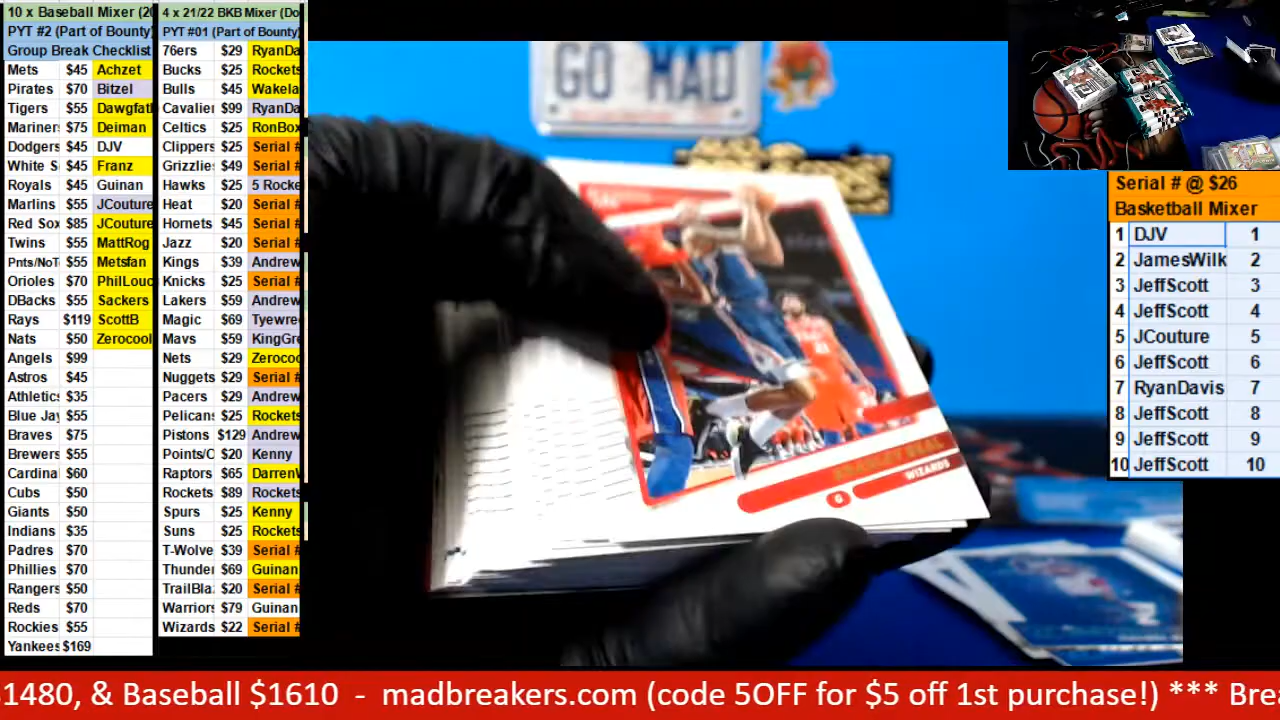 10 x Baseball Mixer (20
PYT #2 (Part of Bounty)
Group Break Checklist
Mets $45 Achzet
Pirates $70 Bitzel
Tigers $55 Dawgfath
Mariners $75 Deiman
Dodgers $45 DJV
White S $45 Franz
Royals $45 Guinan
Marlins $55 JCouture
Red Sox $85 JCouture
Twins $55 MattRog
Pnts/NoT $55 Metsfan
Orioles $70 PhilLouc
DBacks $55 Sackers
Rays $119 ScottB
Nats $50 Zerocool
Angels $99
Astros $45
Athletics $35
Blue Jay $55
Braves $75
Brewers $55
Cardina $60
Cubs $50
Giants $50
Indians $35
Padres $70
Phillies $70
Rangers $50
Reds $70
Rockies $55
Yankees $169
4 x 21/22 BKB Mixer (Do
PYT #01 (Part of Bounty)
76ers $29 RyanDa
Bucks $25 Rockets
Bulls $45 Wakela
Cavalier $99 RyanDa
Celtics $25 RonBox
Clippers $25 Serial #
Grizzlie $49 Serial #
Hawks $25 5 Rocke
Heat $20 Serial #
Hornets $45 Serial #
Jazz $20 Serial #
Kings $39 Andrew
Knicks $25 Serial #
Lakers $59 Andrew
Magic $69 Tyewre
Mavs $59 KingGre
Nets $29 Zerocoo
Nuggets $29 Serial #
Pacers $29 Andrew
Pelicans $25 Rockets
Pistons $129 Andrew
Points/C $20 Kenny
Raptors $65 DarrenW
Rockets $89 Rockets
Spurs $25 Kenny
Suns $25 Rockets
T-Wolve $39 Serial #
Thunder $69 Guinan
TrailBla $20 Serial #
Warriors $79 Guinan
Wizards $22 Serial #
GO MAD
BRADLEY BEAL
WIZARDS
G
Serial # @ $26
Basketball Mixer
1 DJV 1
2 JamesWilk 2
3 JeffScott 3
4 JeffScott 4
5 JCouture 5
6 JeffScott 6
7 RyanDavis 7
8 JeffScott 8
9 JeffScott 9
10 JeffScott 10
$1480, & Baseball $1610 - madbreakers.com (code 5OFF for $5 off 1st purchase!) *** Brea